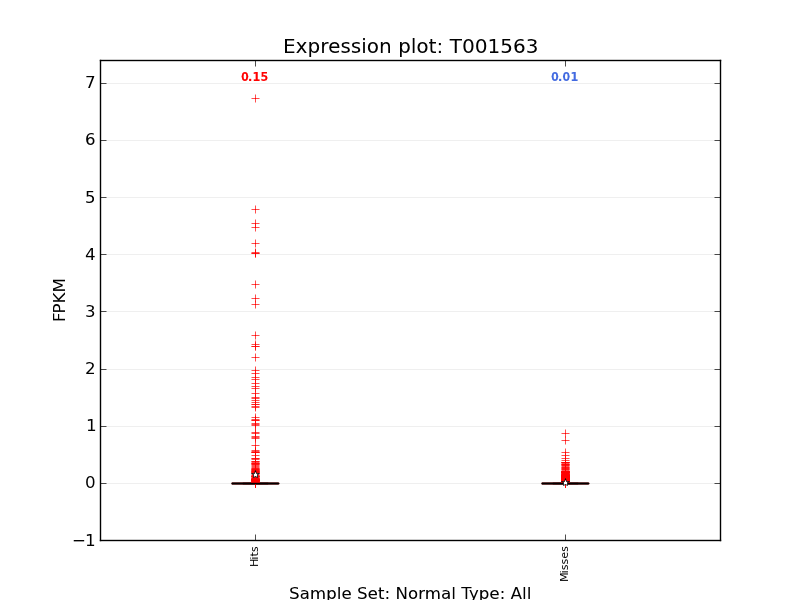 Expression plot: T001563
0.15 0.01
7
6
5
4
3
2
1
0
−1
FPKM
Hits
Misses
Sample Set: Normal Type: All